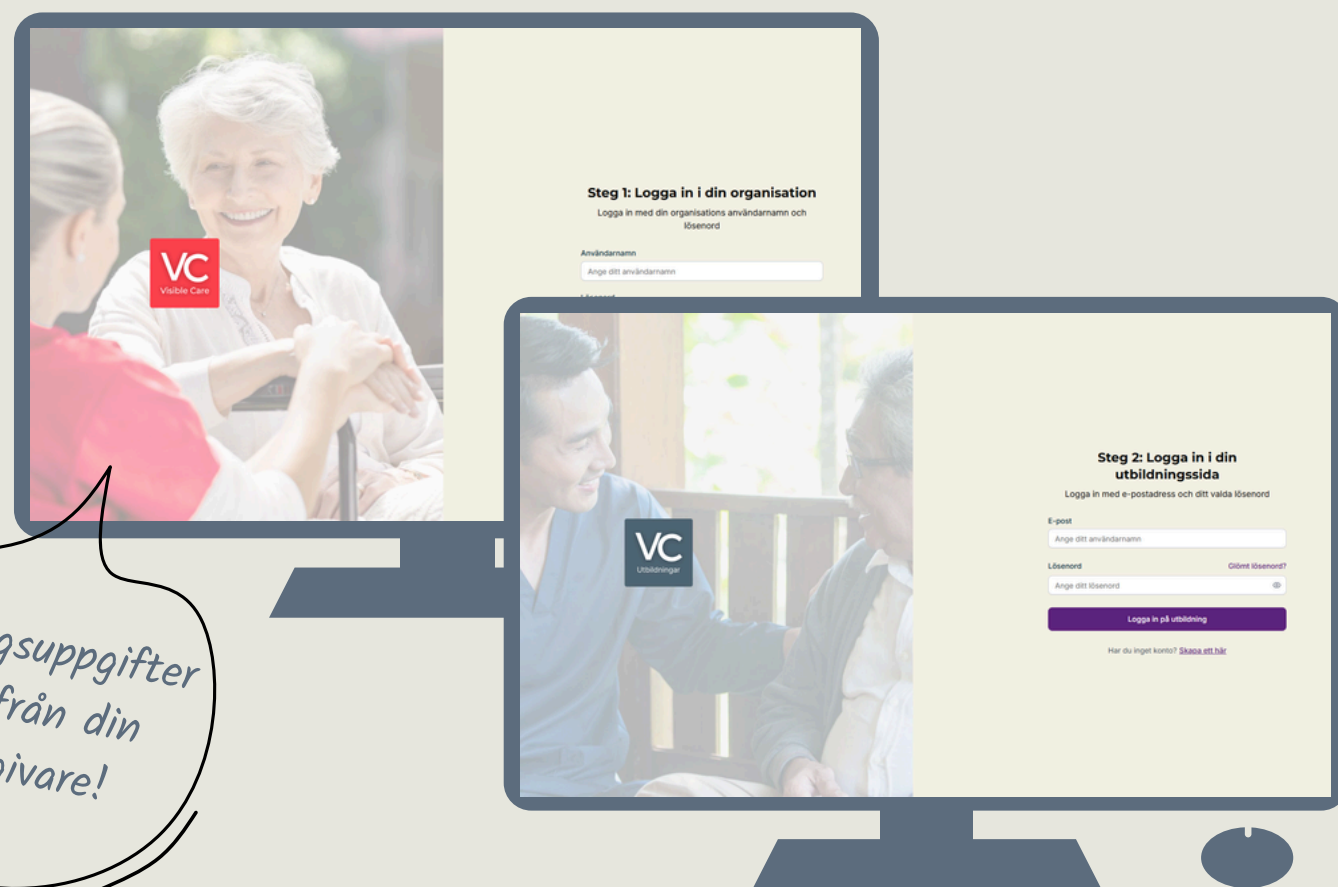 Steg 1: Logga in i din organisation
Logga in med din organisations användarnamn och
lösenord
Användarnamn
Ange ditt användarnamn
VC
Visible Care
Steg 2: Logga in i din
utbildningssida
Logga in med e-postadress och ditt valda lösenord
E-post
Ange ditt användarnamn
Lösenord Glömt lösenord?
Ange ditt lösenord
Logga in på utbildning
Har du inget konto? Skapa ett här
VC
Utbildningar
gsuppgifter
från din
ivare!